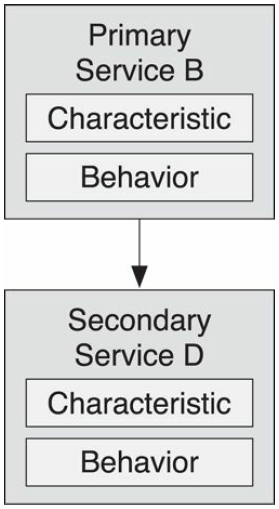 Primary
Service B
Characteristic
Behavior
Secondary
Service D
Characteristic
Behavior